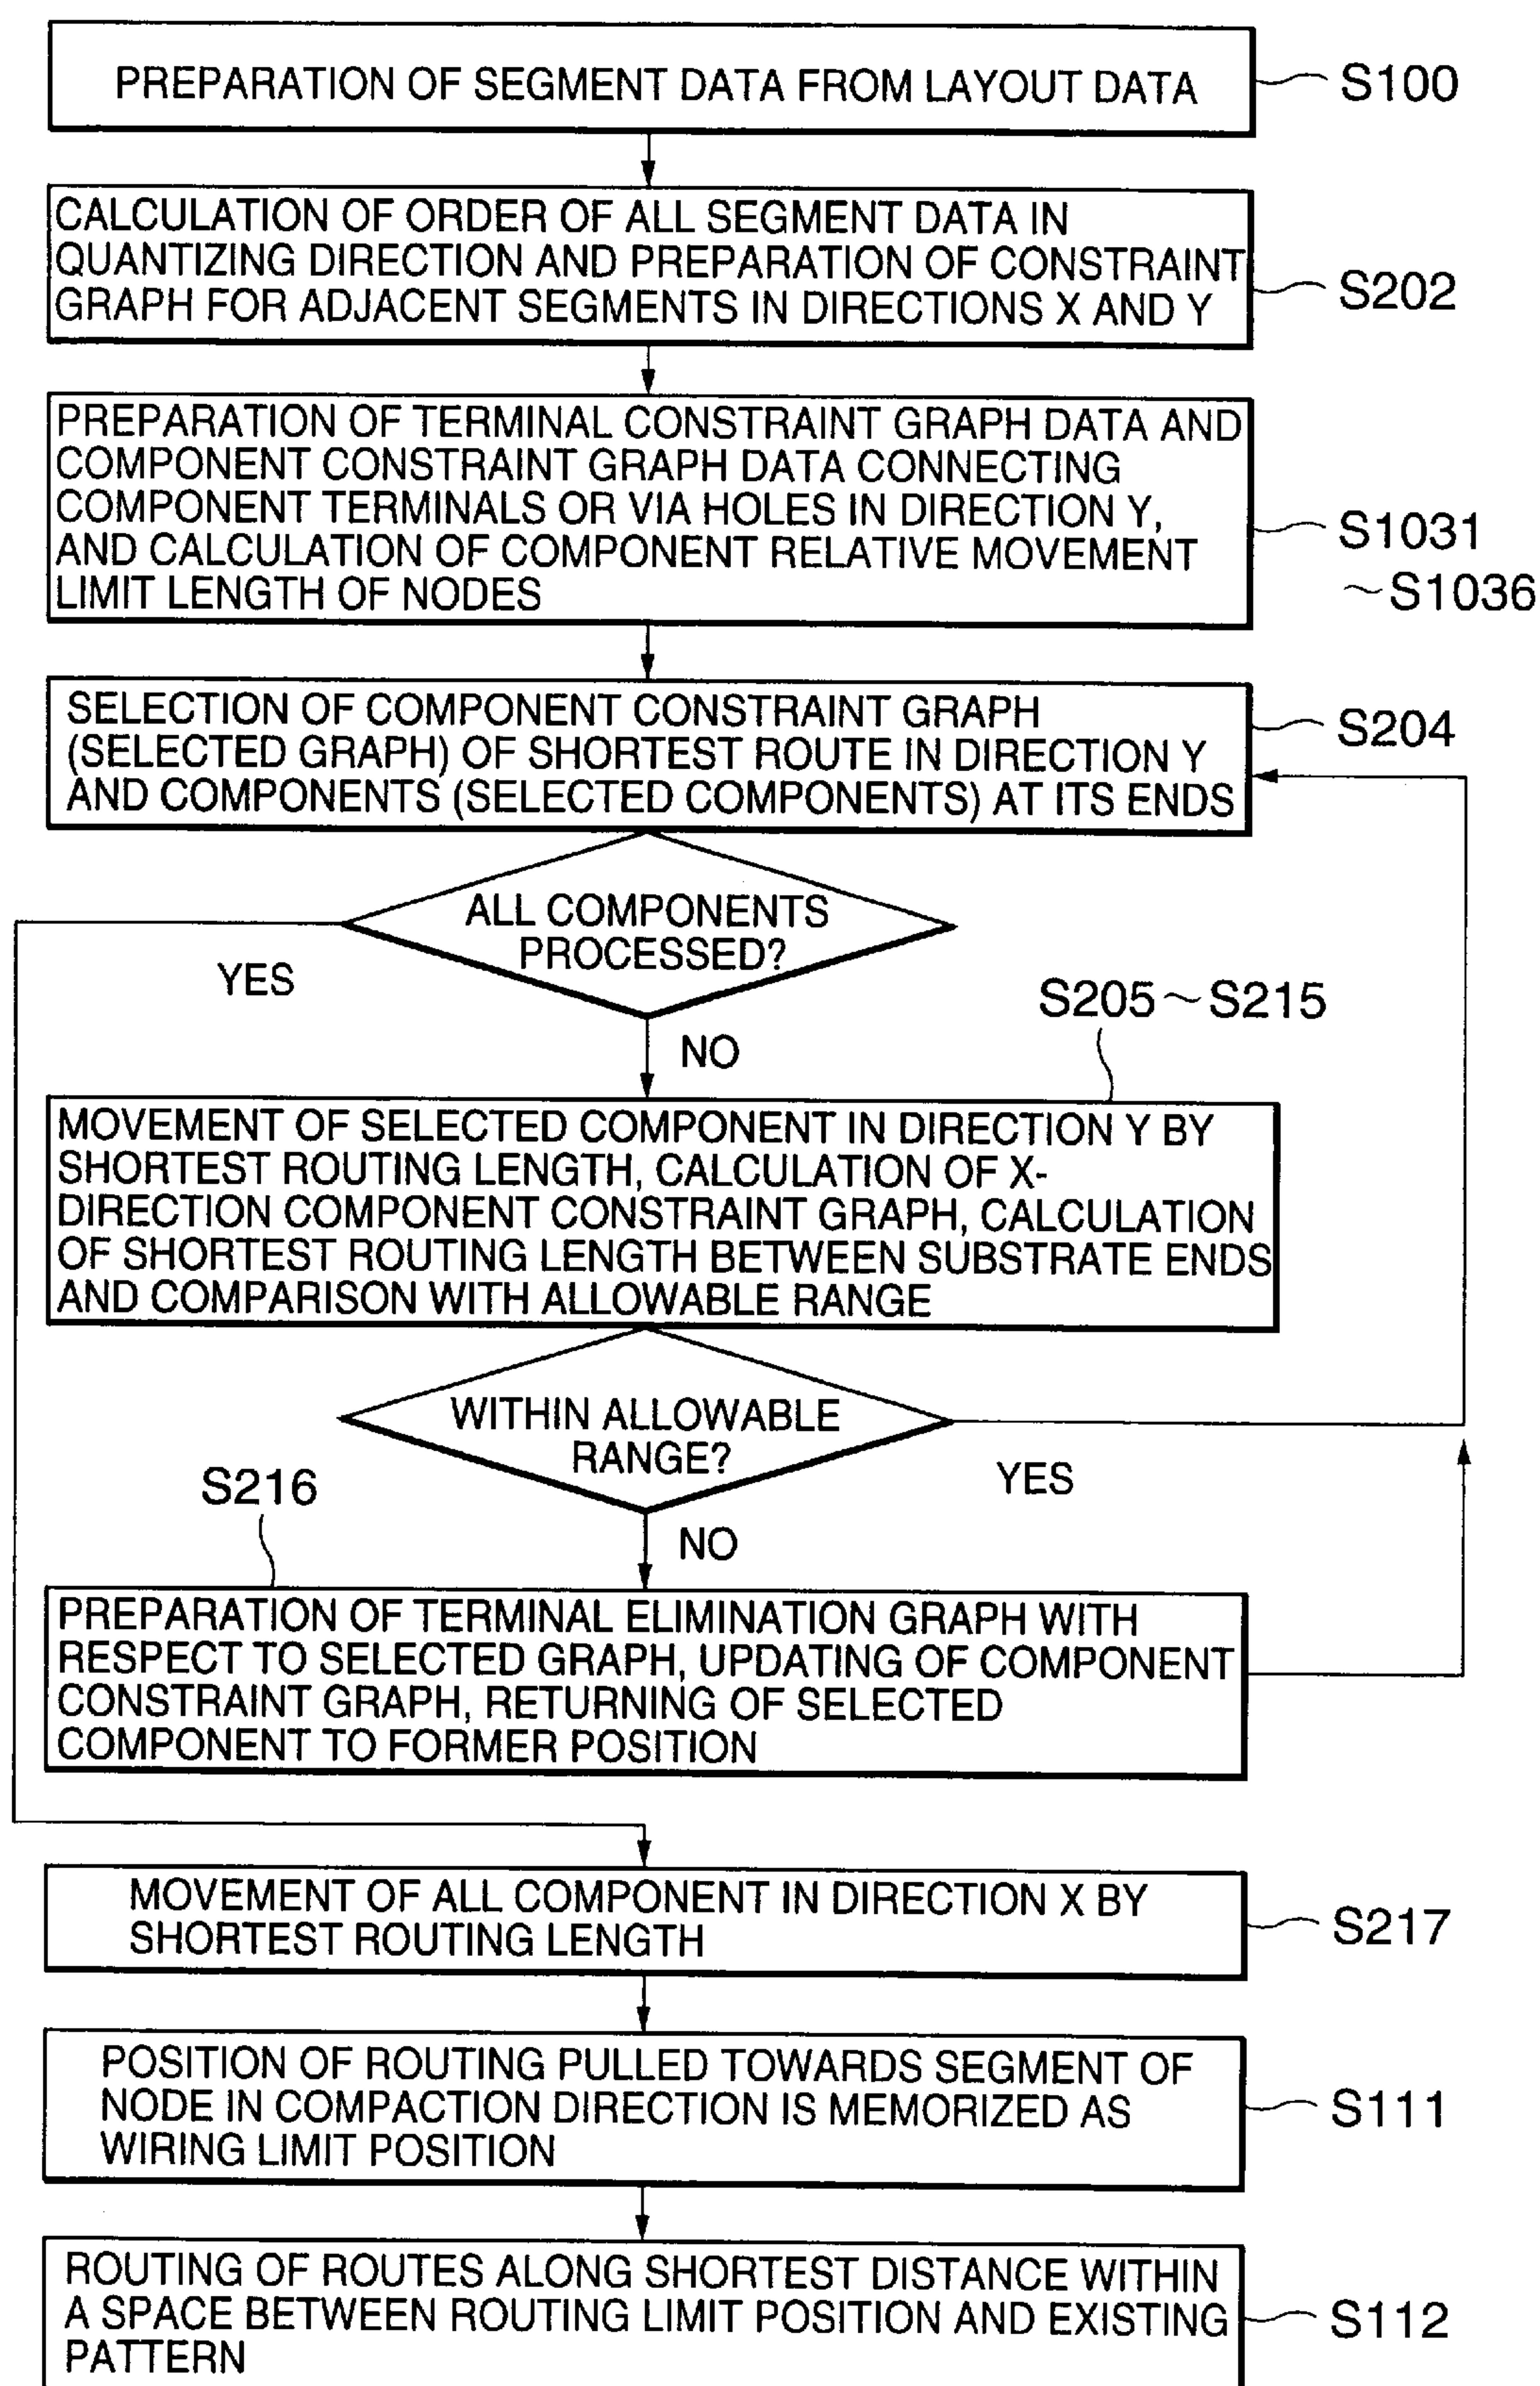 PREPARATION OF SEGMENT DATA FROM LAYOUT DATA
S100
CALCULATION OF ORDER OF ALL SEGMENT DATA IN
QUANTIZING DIRECTION AND PREPARATION OF CONSTRAINT
GRAPH FOR ADJACENT SEGMENTS IN DIRECTIONS X AND Y
S202
PREPARATION OF TERMINAL CONSTRAINT GRAPH DATA AND
COMPONENT CONSTRAINT GRAPH DATA CONNECTING
COMPONENT TERMINALS OR VIA HOLES IN DIRECTION Y,
AND CALCULATION OF COMPONENT RELATIVE MOVEMENT
LIMIT LENGTH OF NODES
S1031
~S1036
SELECTION OF COMPONENT CONSTRAINT GRAPH
(SELECTED GRAPH) OF SHORTEST ROUTE IN DIRECTION Y
AND COMPONENTS (SELECTED COMPONENTS) AT ITS ENDS
S204
ALL COMPONENTS
PROCESSED?
YES
NO
S205~S215
MOVEMENT OF SELECTED COMPONENT IN DIRECTION Y BY
SHORTEST ROUTING LENGTH, CALCULATION OF X-
DIRECTION COMPONENT CONSTRAINT GRAPH, CALCULATION
OF SHORTEST ROUTING LENGTH BETWEEN SUBSTRATE ENDS
AND COMPARISON WITH ALLOWABLE RANGE
WITHIN ALLOWABLE
RANGE?
YES
NO
S216
PREPARATION OF TERMINAL ELIMINATION GRAPH WITH
RESPECT TO SELECTED GRAPH, UPDATING OF COMPONENT
CONSTRAINT GRAPH, RETURNING OF SELECTED
COMPONENT TO FORMER POSITION
MOVEMENT OF ALL COMPONENT IN DIRECTION X BY
SHORTEST ROUTING LENGTH
S217
POSITION OF ROUTING PULLED TOWARDS SEGMENT OF
NODE IN COMPACTION DIRECTION IS MEMORIZED AS
WIRING LIMIT POSITION
S111
ROUTING OF ROUTES ALONG SHORTEST DISTANCE WITHIN
A SPACE BETWEEN ROUTING LIMIT POSITION AND EXISTING
PATTERN
S112